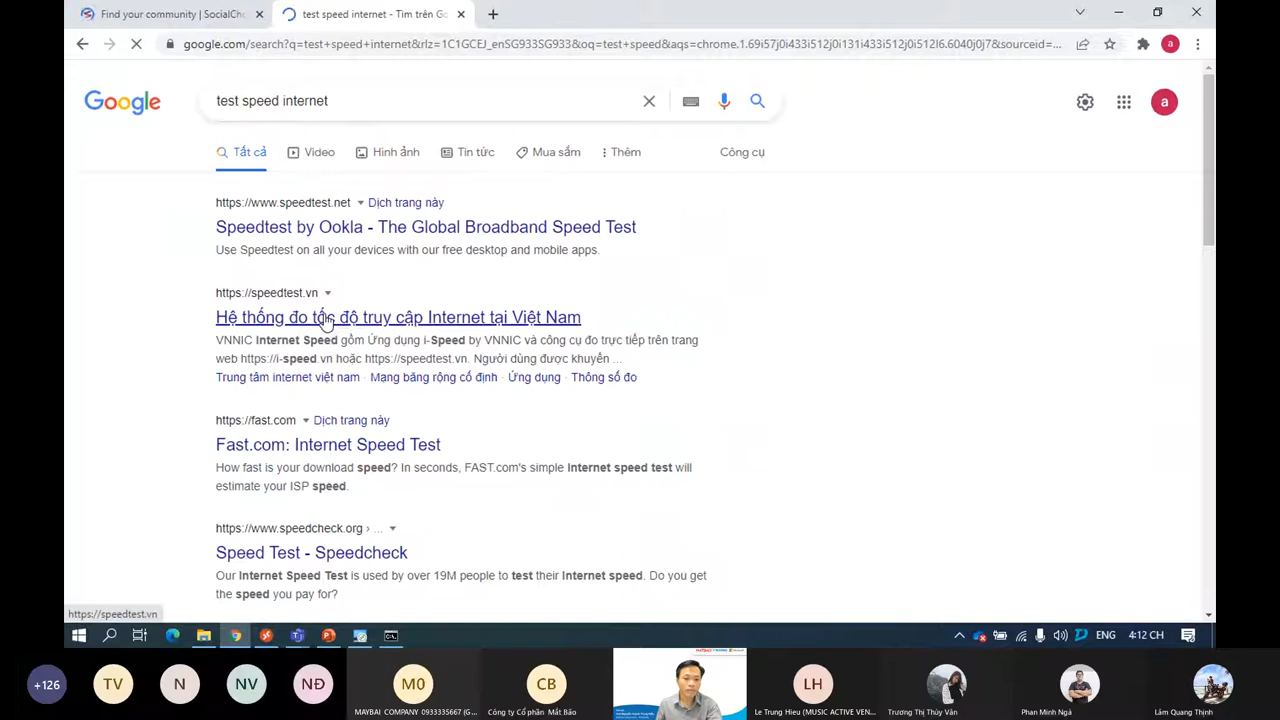 Find your community | SocialCh
test speed internet - Tìm trên Go
google.com/search?q=test+speed+internet&rlz=1C1GCEJ_enSG933SG933&oq=test+speed&aqs=chrome.1.69i57j0i433i512j0i131i433i512j0i512l6.6040j0j7&sourceid=...
a
Google
test speed internet
a
Tất cả
Video
Hình ảnh
Tin tức
Mua sắm
Thêm
Công cụ
https://www.speedtest.net
Dịch trang này
Speedtest by Ookla - The Global Broadband Speed Test
Use Speedtest on all your devices with our free desktop and mobile apps.
https://speedtest.vn
Hệ thống đo tốc độ truy cập Internet tại Việt Nam
VNNIC Internet Speed gồm Ứng dụng i-Speed by VNNIC và công cụ đo trực tiếp trên trang
web https://i-speed.vn hoặc https://speedtest.vn. Người dùng được khuyến ...
Trung tâm internet việt nam · Mạng băng rộng cố định · Ứng dụng · Thông số đo
https://fast.com
Dịch trang này
Fast.com: Internet Speed Test
How fast is your download speed? In seconds, FAST.com's simple Internet speed test will
estimate your ISP speed.
https://www.speedcheck.org › ...
Speed Test - Speedcheck
Our Internet Speed Test is used by over 19M people to test their Internet speed. Do you get
the speed you pay for?
https://speedtest.vn
ENG
4:12 CH
+126
TV
N
NV
NĐ
M0
CB
LH
MAYBAI COMPANY 0933335667 (G...
Công ty Cổ phần Mắt Bão
Le Trung Hieu (MUSIC ACTIVE VEN...
Trương Thị Thúy Vân
Phan Minh Ngà
Lâm Quang Thịnh